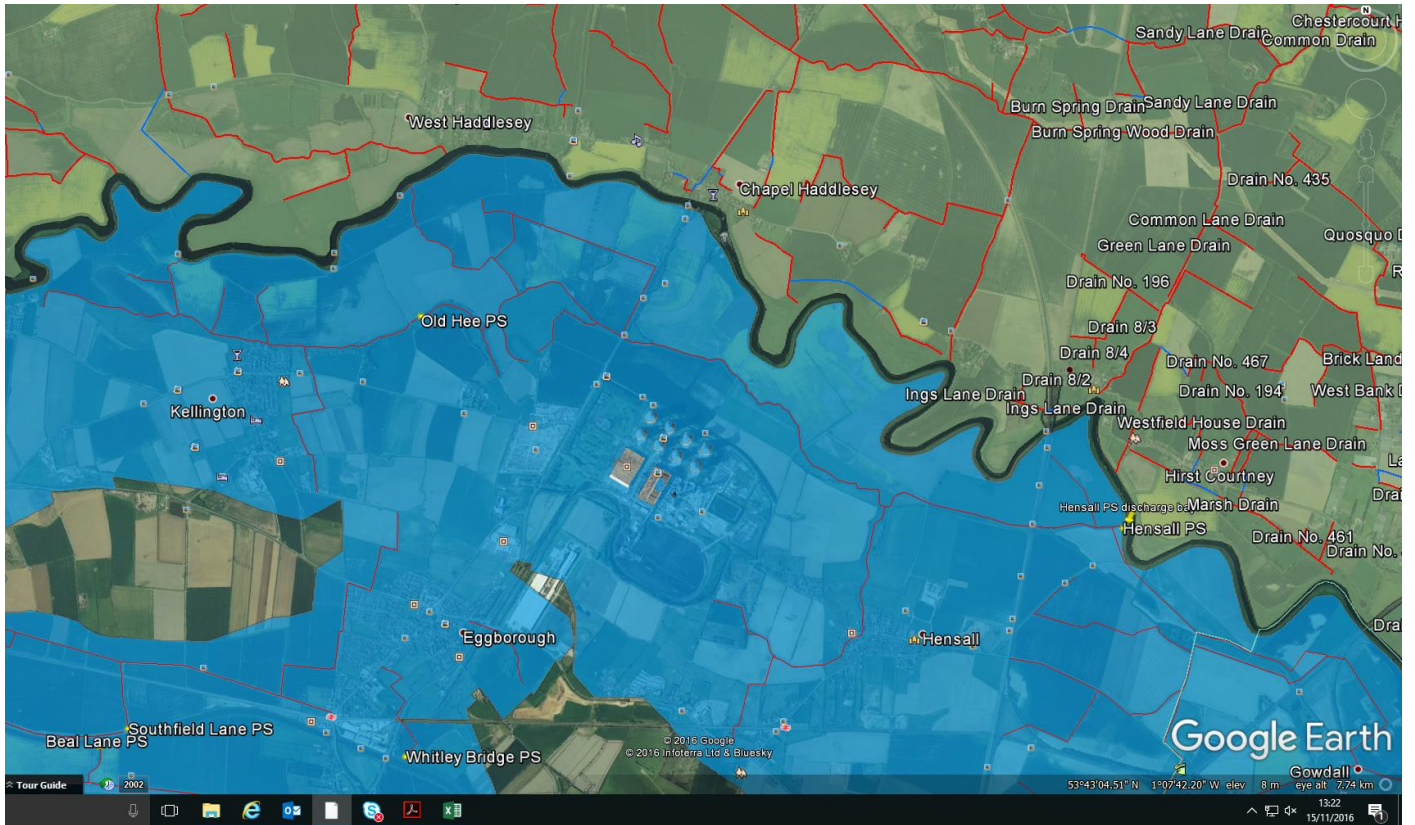 Chestercourt H
Sandy Lane Drain
Common Drain
N
Burn Spring Drain
Sandy Lane Drain
Burn Spring Wood Drain
West Haddlesey
Drain No. 435
Chapel Haddlesey
Common Lane Drain
Quosquo D
Green Lane Drain
R
Drain No. 196
Old Hee PS
Drain 8/3
Drain 8/4
Drain No. 467
Brick Land
Drain 8/2
Drain No. 194
West Bank D
Ings Lane Drain
Ings Lane Drain
Kellington
Westfield House Drain
Moss Green Lane Drain
La
Hirst Courtney
Drai
Hensall PS discharge bay
Marsh Drain
Hensall PS
Drain No. 461
Drain No.
Drai
Eggborough
Hensall
Southfield Lane PS
Beal Lane PS
Whitley Bridge PS
© 2016 Google
© 2016 Infoterra Ltd & Bluesky
Google Earth
Gowdall
Tour Guide
2002
53°43'04.51" N 1°07'42.20" W elev 8 m eye alt 7.74 km
13:22
15/11/2016
1